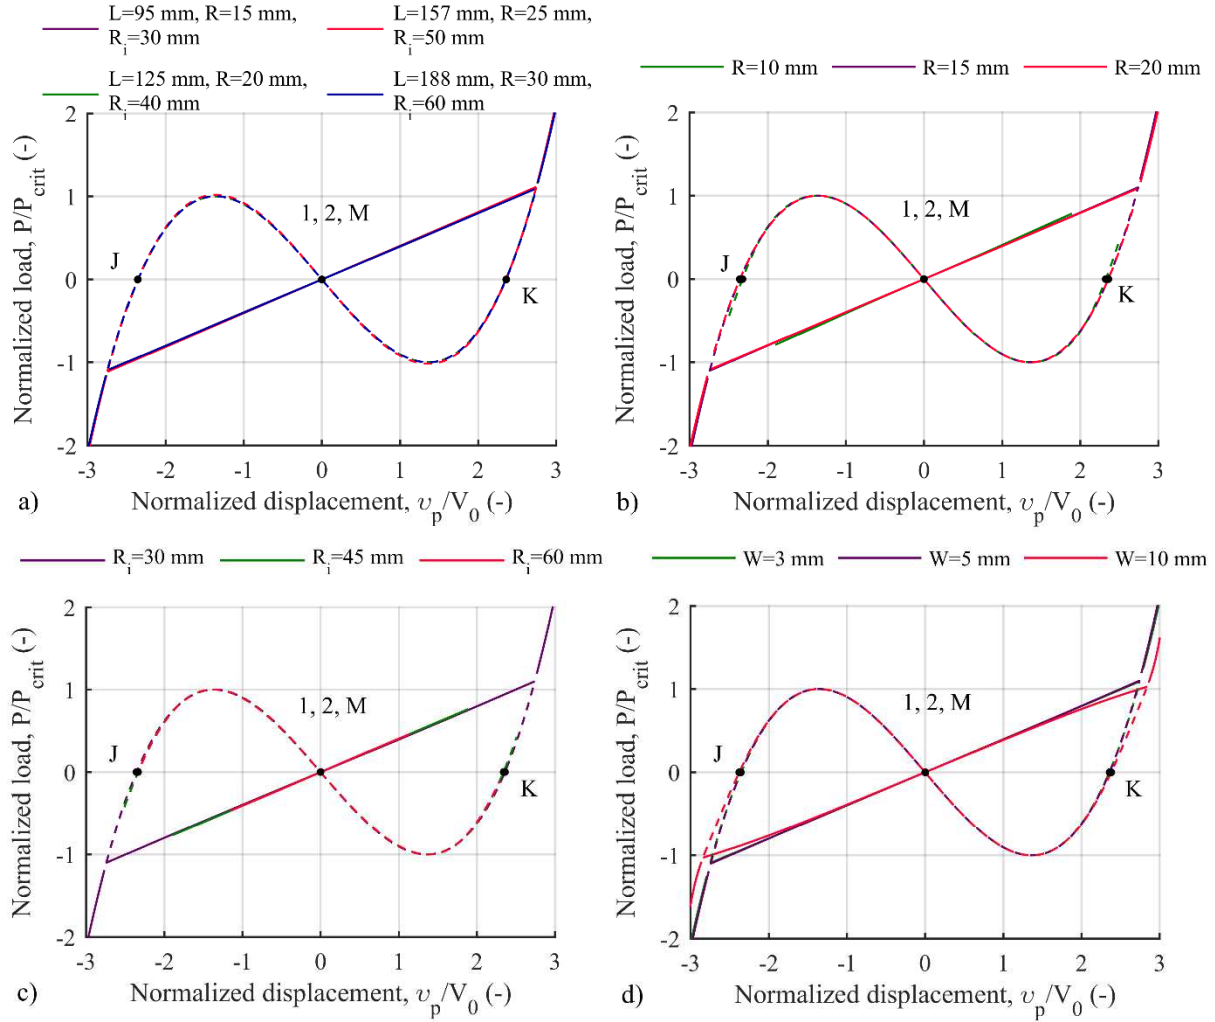 L=95 mm, R=15 mm,
R_i=30 mm
L=157 mm, R=25 mm,
R_i=50 mm
L=125 mm, R=20 mm,
R_i=40 mm
L=188 mm, R=30 mm,
R_i=60 mm
Normalized load, P/P_crit (-)
2
1
0
-1
-2
J
1, 2, M
K
-3 -2 -1 0 1 2 3
Normalized displacement, υ_p/V_0 (-)
a)
R=10 mm R=15 mm R=20 mm
Normalized load, P/P_crit (-)
2
1
0
-1
-2
J
1, 2, M
K
-3 -2 -1 0 1 2 3
Normalized displacement, υ_p/V_0 (-)
b)
R_i=30 mm R_i=45 mm R_i=60 mm
Normalized load, P/P_crit (-)
2
1
0
-1
-2
J
1, 2, M
K
-3 -2 -1 0 1 2 3
Normalized displacement, υ_p/V_0 (-)
c)
W=3 mm W=5 mm W=10 mm
Normalized load, P/P_crit (-)
2
1
0
-1
-2
J
1, 2, M
K
-3 -2 -1 0 1 2 3
Normalized displacement, υ_p/V_0 (-)
d)